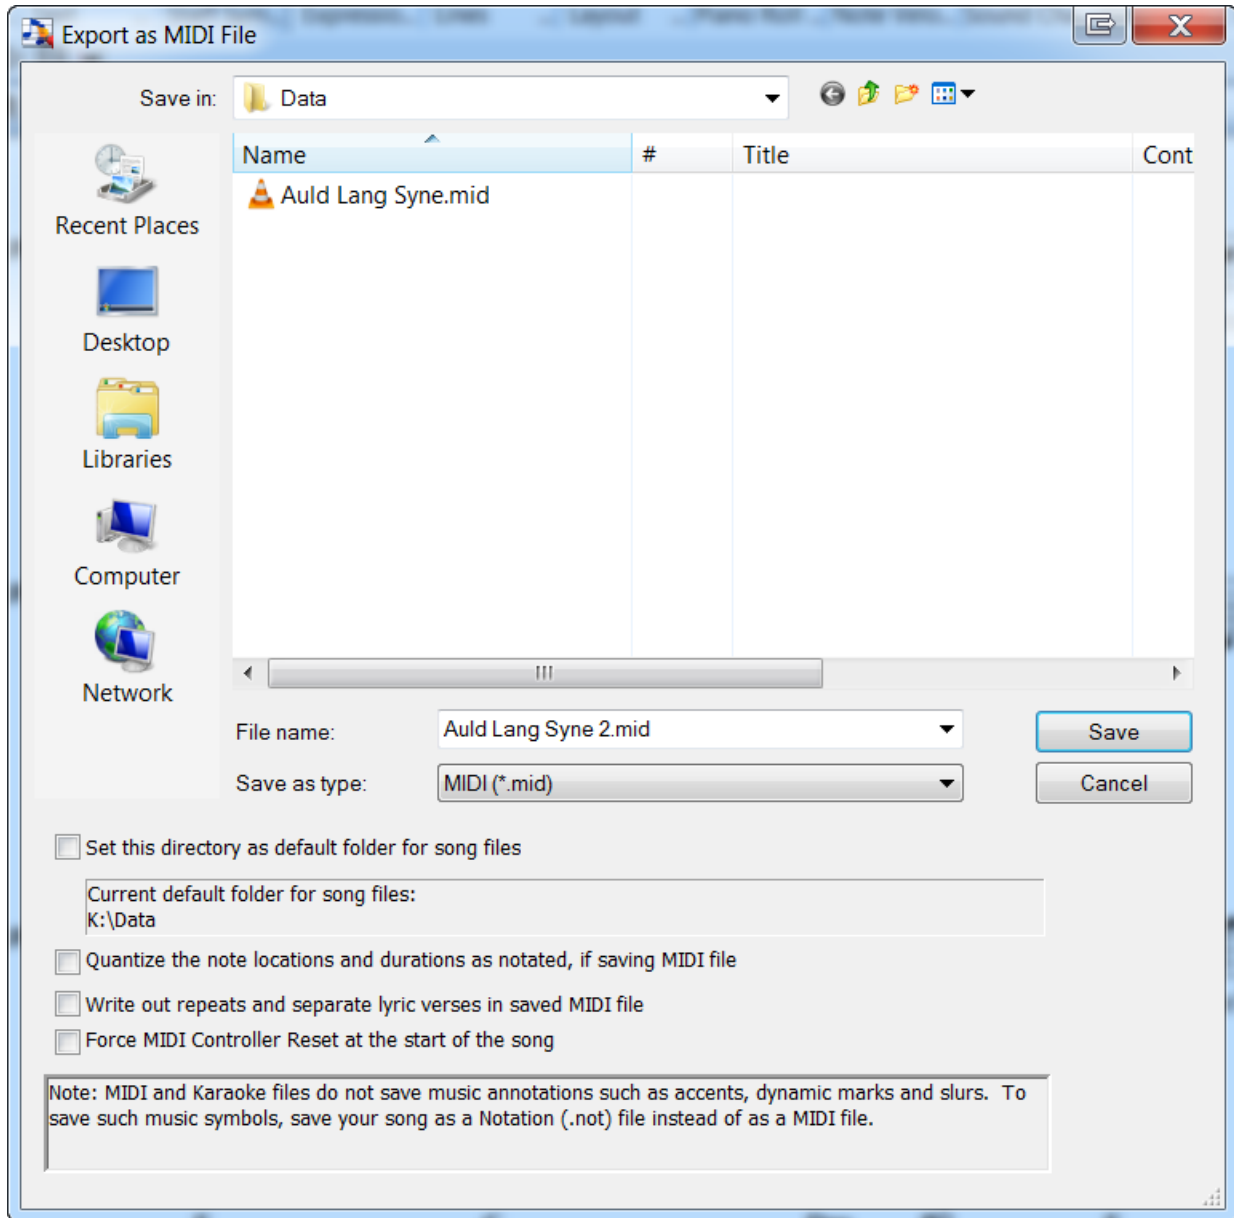 Export as MIDI File
Save in:
Data
Name
#
Title
Cont
Auld Lang Syne.mid
Recent Places
Desktop
Libraries
Computer
Network
File name:
Auld Lang Syne 2.mid
Save
Save as type:
MIDI (*.mid)
Cancel
Set this directory as default folder for song files
Current default folder for song files:
K:\Data
Quantize the note locations and durations as notated, if saving MIDI file
Write out repeats and separate lyric verses in saved MIDI file
Force MIDI Controller Reset at the start of the song
Note: MIDI and Karaoke files do not save music annotations such as accents, dynamic marks and slurs. To
save such music symbols, save your song as a Notation (.not) file instead of as a MIDI file.